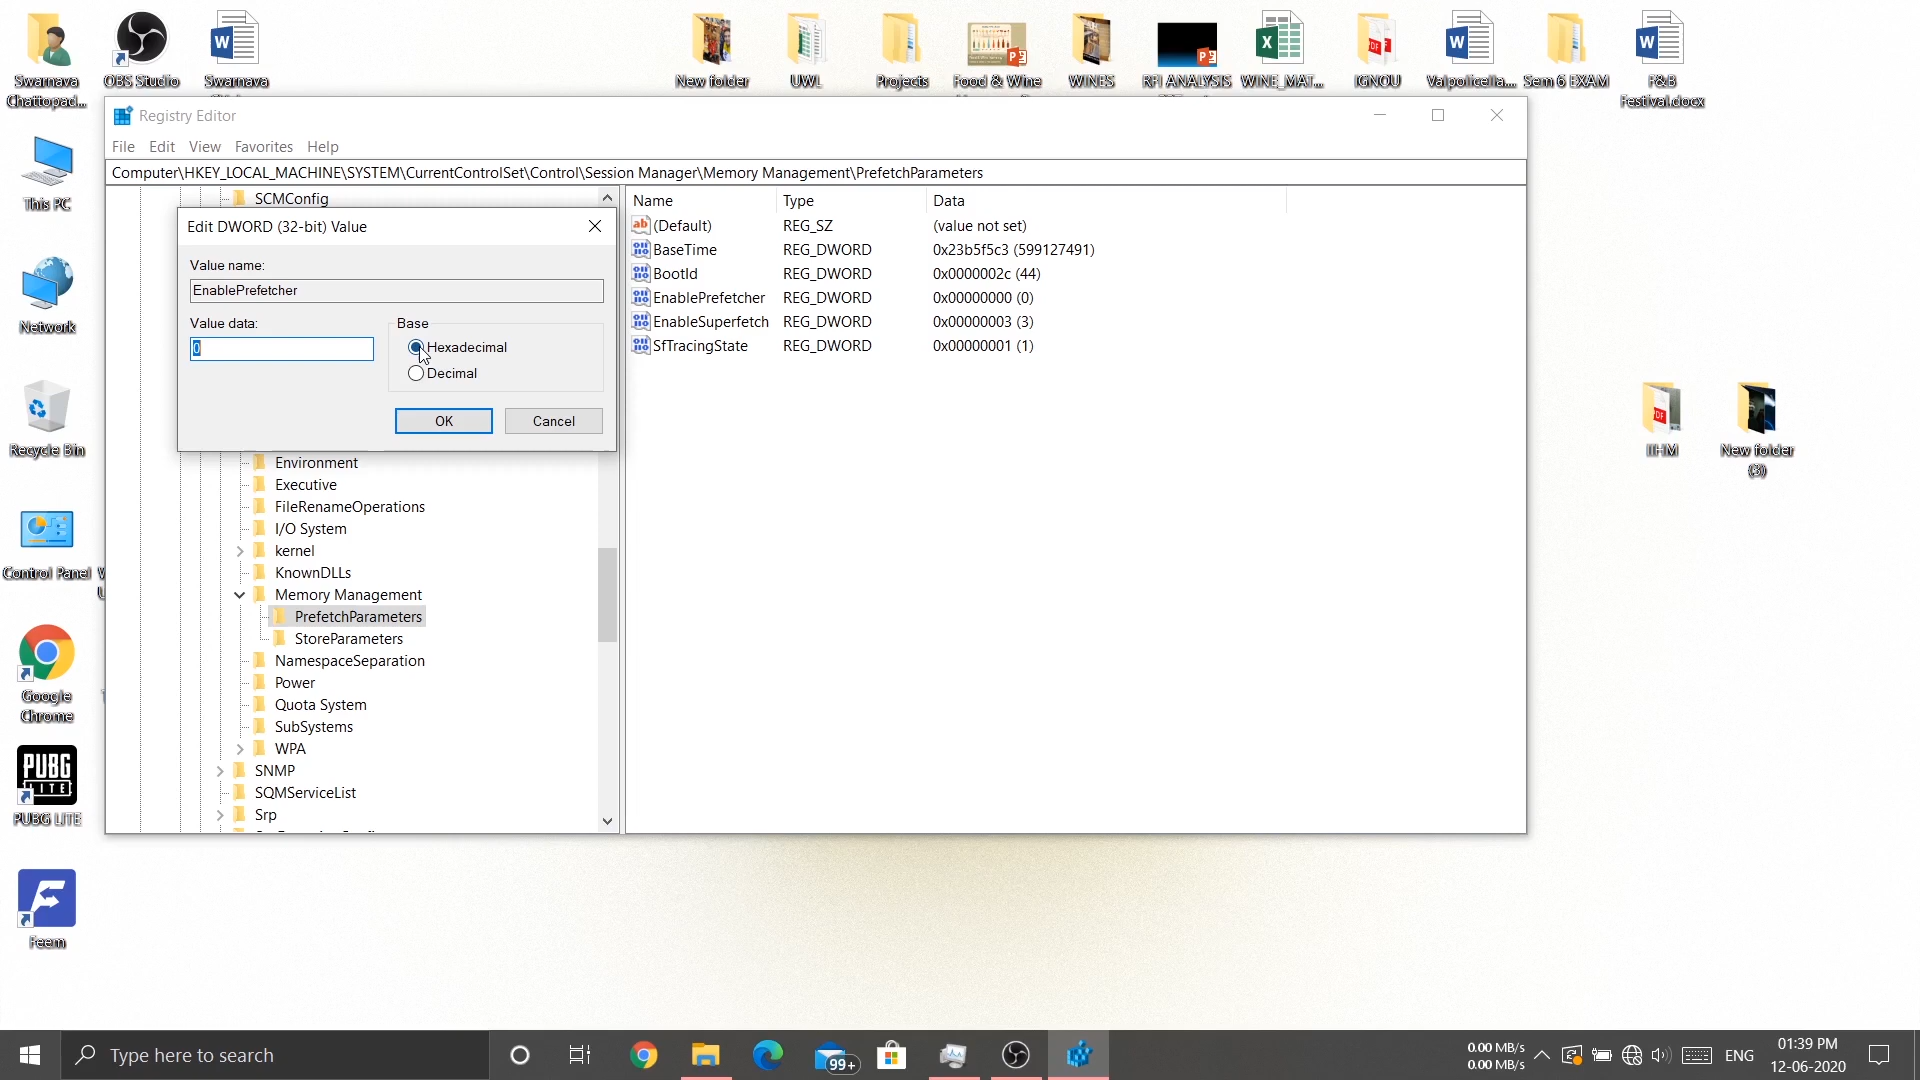 Swarnava
Chattopad...
OBS Studio
Swarnava
New folder
UWL
Projects
Food & Wine
WINES
RFI ANALYSIS
WINE_MAT...
IGNOU
Valpolicella...
Sem 6 EXAM
F&B
Festival.docx
This PC
Network
Recycle Bin
Control Panel
Google
Chrome
PUBG
LITE
PUBG LITE
Feem
IIHM
New folder
(3)
Registry Editor
File Edit View Favorites Help
Computer\HKEY_LOCAL_MACHINE\SYSTEM\CurrentControlSet\Control\Session Manager\Memory Management\PrefetchParameters
SCMConfig
Edit DWORD (32-bit) Value
Value name:
EnablePrefetcher
Value data:
0
Base
Hexadecimal
Decimal
OK
Cancel
Environment
Executive
FileRenameOperations
I/O System
kernel
KnownDLLs
Memory Management
PrefetchParameters
StoreParameters
NamespaceSeparation
Power
Quota System
SubSystems
WPA
SNMP
SQMServiceList
Srp
Name Type Data
(Default) REG_SZ (value not set)
BaseTime REG_DWORD 0x23b5f5c3 (599127491)
BootId REG_DWORD 0x0000002c (44)
EnablePrefetcher REG_DWORD 0x00000000 (0)
EnableSuperfetch REG_DWORD 0x00000003 (3)
SfTracingState REG_DWORD 0x00000001 (1)
Type here to search
99+
0.00 MB/s
0.00 MB/s
ENG
01:39 PM
12-06-2020